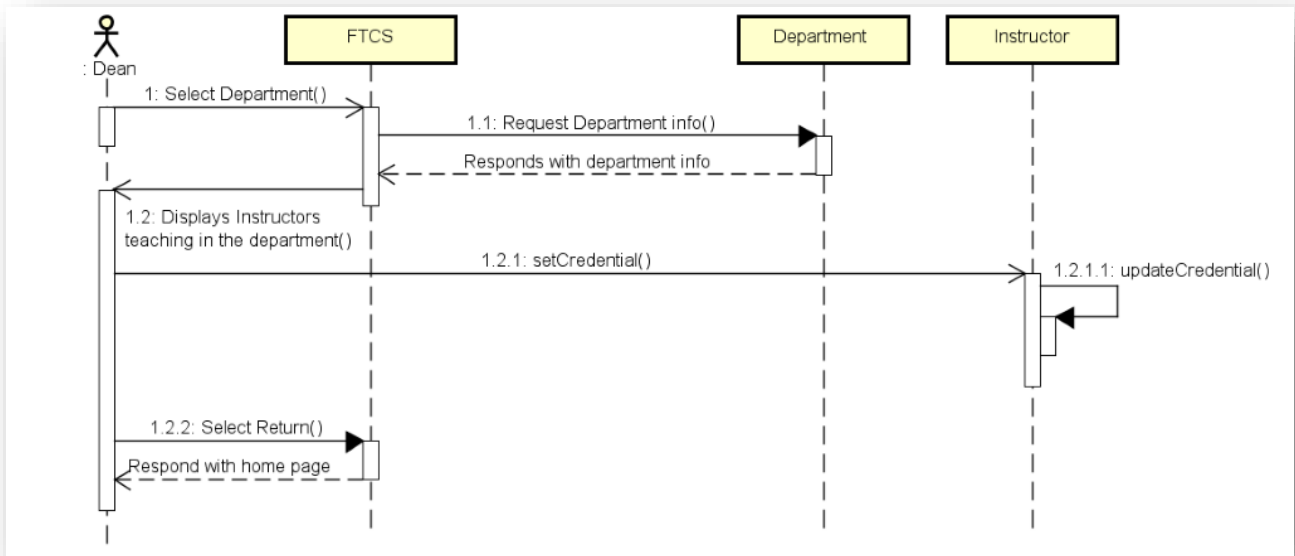 FTCS
Department
Instructor
: Dean
1: Select Department()
1.1: Request Department info()
Responds with department info
1.2: Displays Instructors
teaching in the department()
1.2.1: setCredential()
1.2.1.1: updateCredential()
1.2.2: Select Return()
Respond with home page